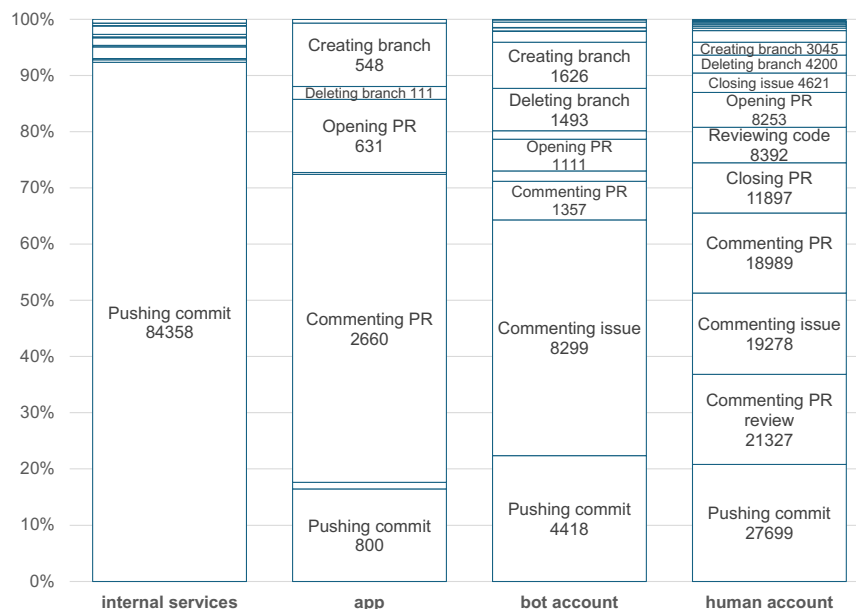 100%
90%
80%
70%
60%
50%
40%
30%
20%
10%
0%
Pushing commit
84358
internal services
Creating branch
548
Deleting branch 111
Opening PR
631
Commenting PR
2660
Pushing commit
800
app
Creating branch
1626
Deleting branch
1493
Opening PR
1111
Commenting PR
1357
Commenting issue
8299
Pushing commit
4418
bot account
Creating branch 3045
Deleting branch 4200
Closing issue 4621
Opening PR
8253
Reviewing code
8392
Closing PR
11897
Commenting PR
18989
Commenting issue
19278
Commenting PR
review
21327
Pushing commit
27699
human account